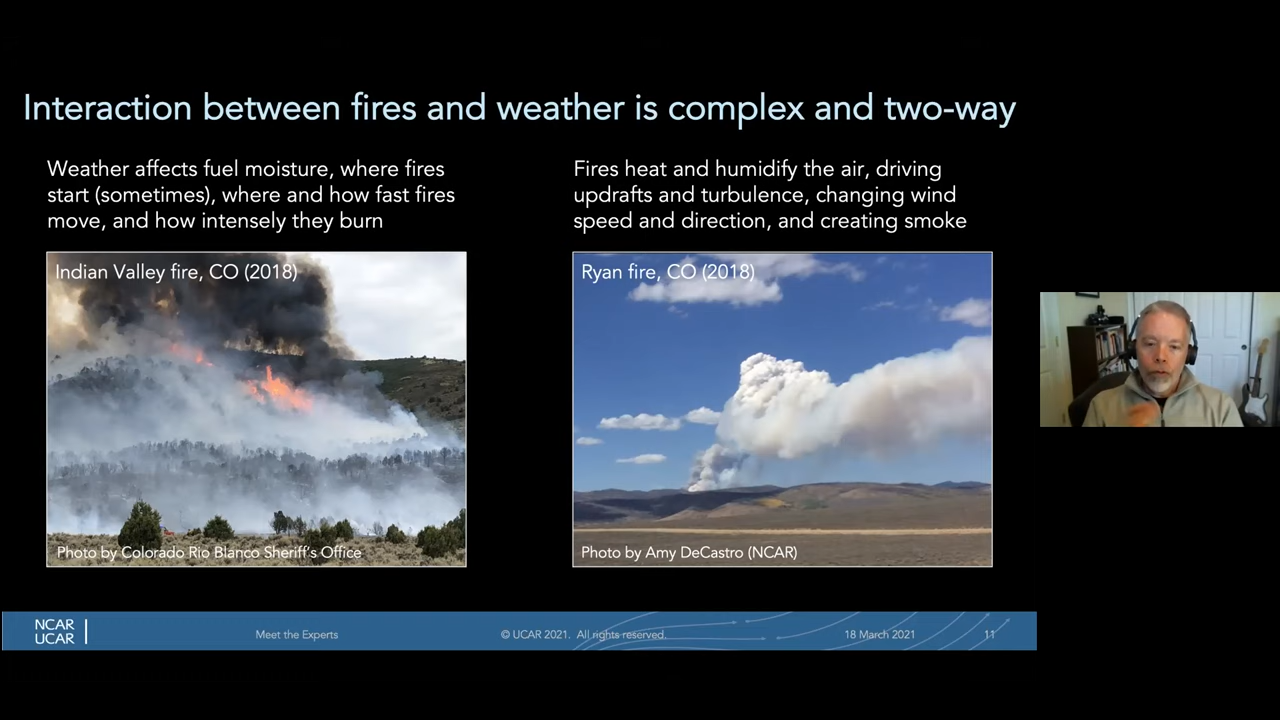 Interaction between fires and weather is complex and two-way
Weather affects fuel moisture, where fires
start (sometimes), where and how fast fires
move, and how intensely they burn
Indian Valley fire, CO (2018)
Photo by Colorado Rio Blanco Sheriff's Office
Fires heat and humidify the air, driving
updrafts and turbulence, changing wind
speed and direction, and creating smoke
Ryan fire, CO (2018)
Photo by Amy DeCastro (NCAR)
NCAR
UCAR
Meet the Experts
© UCAR 2021. All rights reserved.
18 March 2021
11